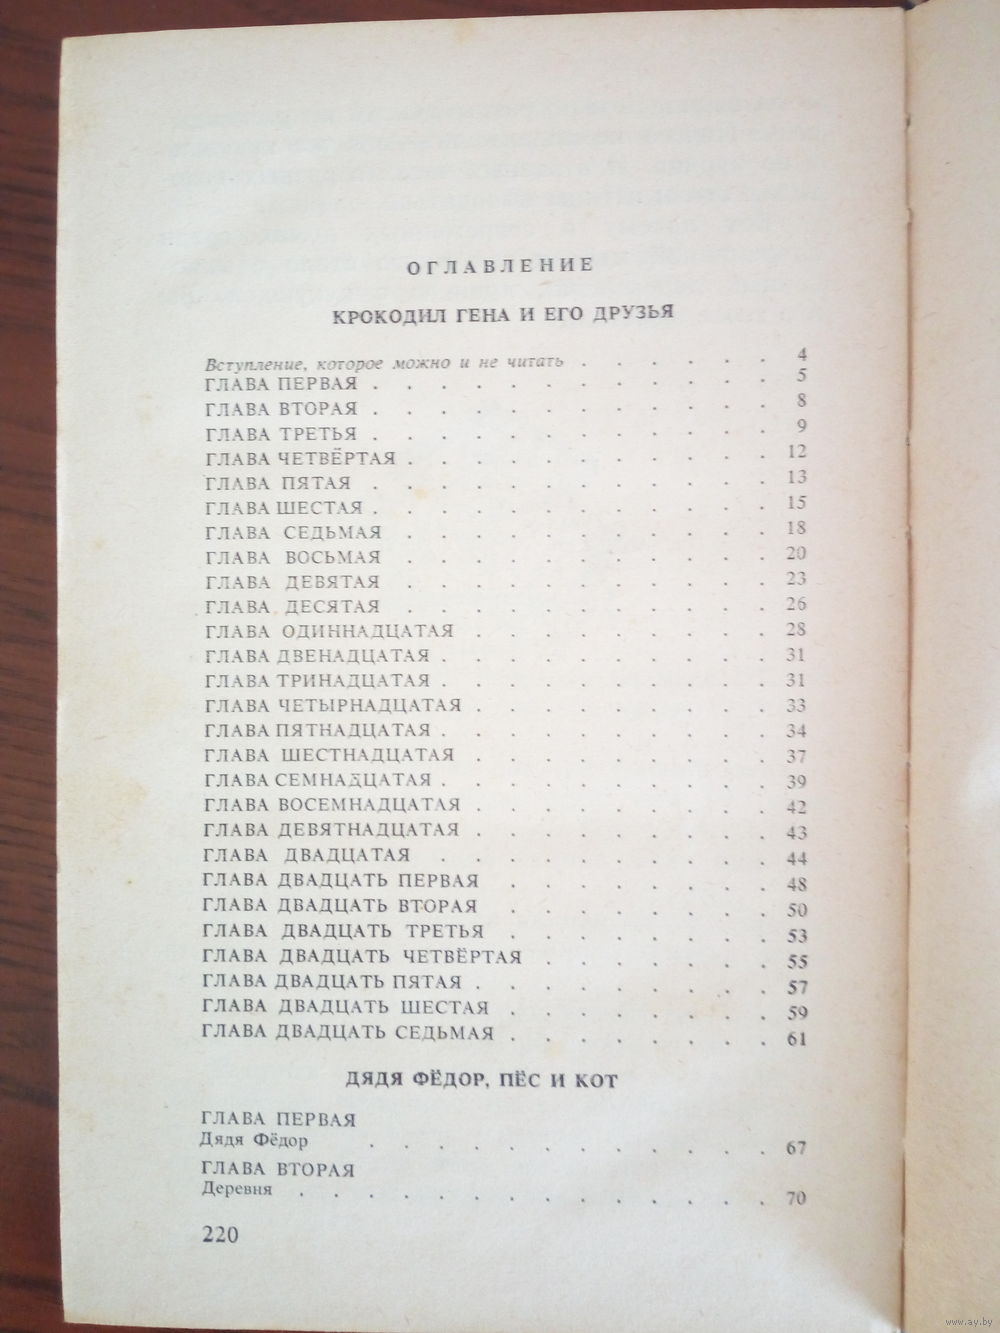 ОГЛАВЛЕНИЕ
КРОКОДИЛ ГЕНА И ЕГО ДРУЗЬЯ
Вступление, которое можно и не читать . . . . . . 4
ГЛАВА ПЕРВАЯ . . . . . . . . . . . . 5
ГЛАВА ВТОРАЯ . . . . . . . . . . . . 8
ГЛАВА ТРЕТЬЯ . . . . . . . . . . . . 9
ГЛАВА ЧЕТВЁРТАЯ . . . . . . . . . . . 12
ГЛАВА ПЯТАЯ . . . . . . . . . . . . 13
ГЛАВА ШЕСТАЯ . . . . . . . . . . . . 15
ГЛАВА СЕДЬМАЯ . . . . . . . . . . . 18
ГЛАВА ВОСЬМАЯ . . . . . . . . . . . 20
ГЛАВА ДЕВЯТАЯ . . . . . . . . . . . 23
ГЛАВА ДЕСЯТАЯ . . . . . . . . . . . 26
ГЛАВА ОДИННАДЦАТАЯ . . . . . . . . . 28
ГЛАВА ДВЕНАДЦАТАЯ . . . . . . . . . . 31
ГЛАВА ТРИНАДЦАТАЯ . . . . . . . . . . 31
ГЛАВА ЧЕТЫРНАДЦАТАЯ . . . . . . . . . 33
ГЛАВА ПЯТНАДЦАТАЯ . . . . . . . . . . 34
ГЛАВА ШЕСТНАДЦАТАЯ . . . . . . . . . 37
ГЛАВА СЕМНАДЦАТАЯ . . . . . . . . . . 39
ГЛАВА ВОСЕМНАДЦАТАЯ . . . . . . . . . 42
ГЛАВА ДЕВЯТНАДЦАТАЯ . . . . . . . . . 43
ГЛАВА ДВАДЦАТАЯ . . . . . . . . . . 44
ГЛАВА ДВАДЦАТЬ ПЕРВАЯ . . . . . . . . 48
ГЛАВА ДВАДЦАТЬ ВТОРАЯ . . . . . . . . 50
ГЛАВА ДВАДЦАТЬ ТРЕТЬЯ . . . . . . . . 53
ГЛАВА ДВАДЦАТЬ ЧЕТВЁРТАЯ . . . . . . . 55
ГЛАВА ДВАДЦАТЬ ПЯТАЯ . . . . . . . . . 57
ГЛАВА ДВАДЦАТЬ ШЕСТАЯ . . . . . . . . 59
ГЛАВА ДВАДЦАТЬ СЕДЬМАЯ . . . . . . . . 61
ДЯДЯ ФЁДОР, ПЁС И КОТ
ГЛАВА ПЕРВАЯ
Дядя Фёдор . . . . . . . . . . . . 67
ГЛАВА ВТОРАЯ
Деревня . . . . . . . . . . . . . . 70
220
www.ay.by